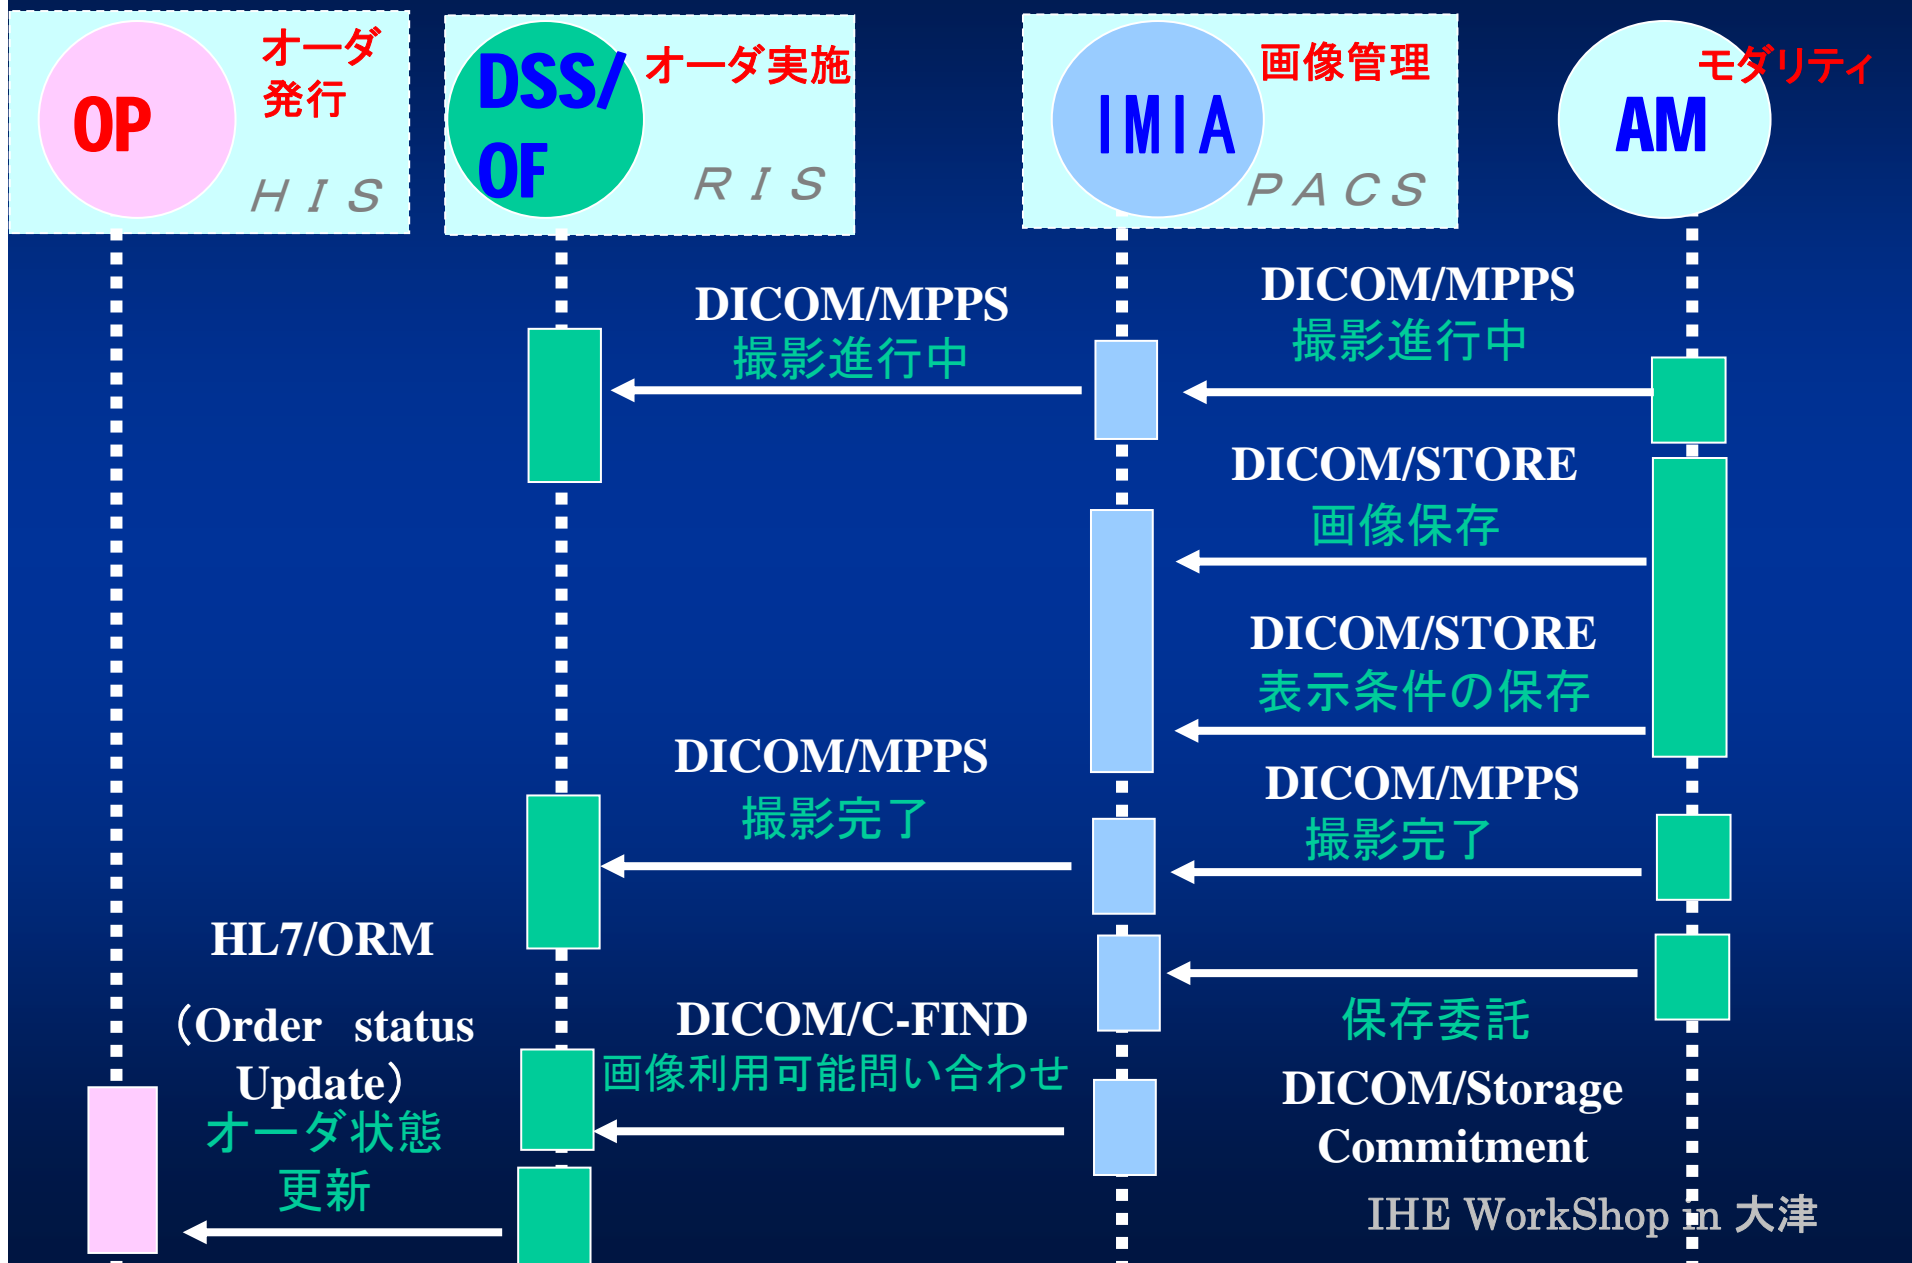 OP
オーダ
発行
ＨＩＳ
DSS/
OF
オーダ実施
ＲＩＳ
ＩＭＩＡ
画像管理
ＰＡＣＳ
AM
モダリティ
DICOM/MPPS
撮影進行中
DICOM/MPPS
撮影進行中
DICOM/STORE
画像保存
DICOM/STORE
表示条件の保存
DICOM/MPPS
撮影完了
DICOM/MPPS
撮影完了
HL7/ORM
（Order status
Update）
オーダ状態
更新
DICOM/C-FIND
画像利用可能問い合わせ
保存委託
DICOM/Storage
Commitment
IHE WorkShop in 大津